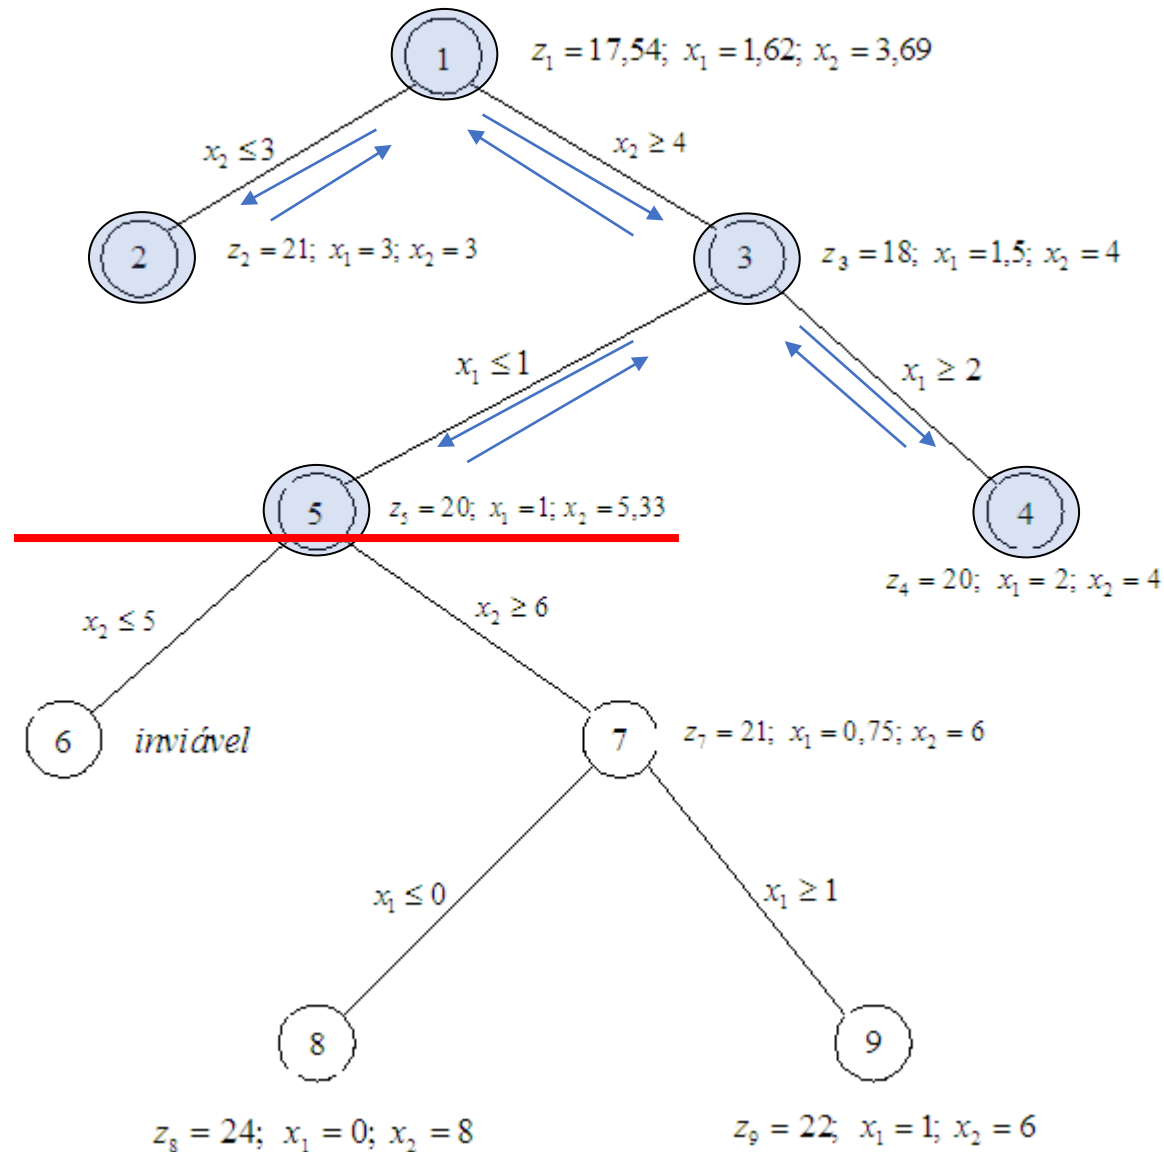 1
z₁ = 17,54; x₁ = 1,62; x₂ = 3,69
x₂ ≤ 3
x₂ ≥ 4
2
z₂ = 21; x₁ = 3; x₂ = 3
3
z₃ = 18; x₁ = 1,5; x₂ = 4
x₁ ≤ 1
x₁ ≥ 2
5
z₅ = 20; x₁ = 1; x₂ = 5,33
4
z₄ = 20; x₁ = 2; x₂ = 4
x₂ ≤ 5
x₂ ≥ 6
6
inviável
7
z₇ = 21; x₁ = 0,75; x₂ = 6
x₁ ≤ 0
x₁ ≥ 1
8
9
z₈ = 24; x₁ = 0; x₂ = 8
z₉ = 22; x₁ = 1; x₂ = 6